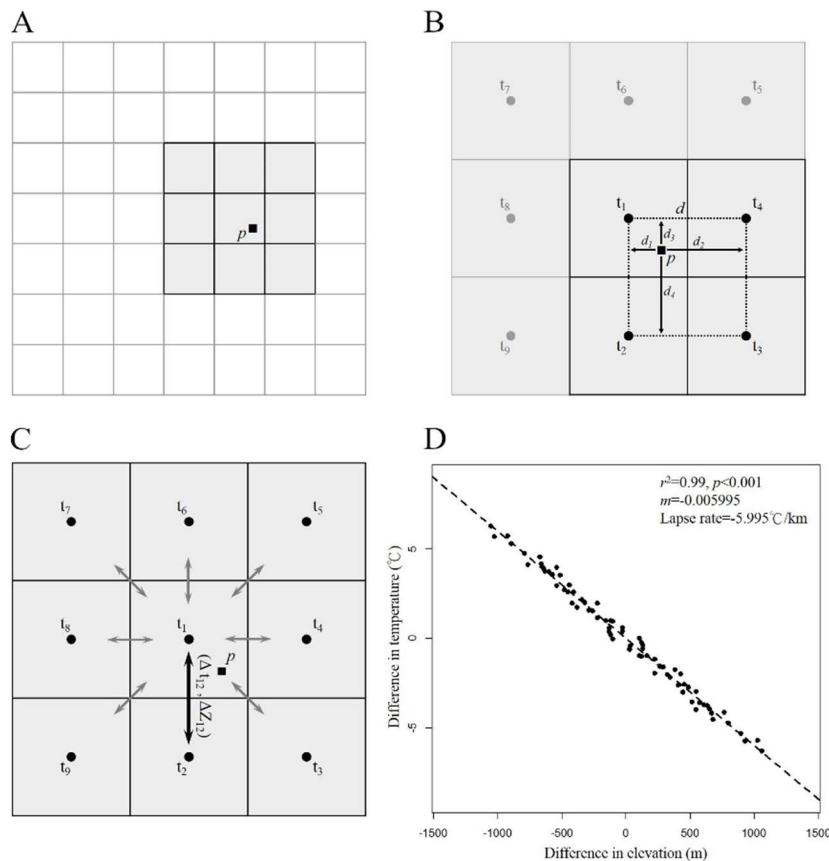 A
p
B
t7 t6 t5
t8 t1 d t4
d3
d1 d2
p
d4
t9 t2 t3
C
t7 t6 t5
t8 t1 t4
p
(Δt12, ΔZ12)
t9 t2 t3
D
r²=0.99, p<0.001
m=-0.005995
Lapse rate=-5.995℃/km
Difference in temperature (℃)
5
0
-5
-1500 -1000 -500 0 500 1000 1500
Difference in elevation (m)